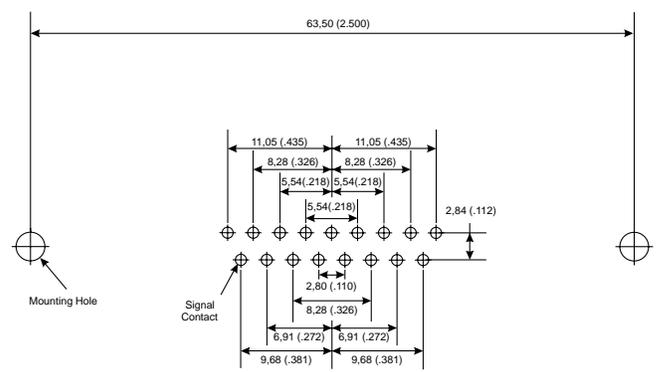 63,50 (2.500)
11,05 (.435) 11,05 (.435)
8,28 (.326) 8,28 (.326)
5,54(.218) 5,54(.218)
5,54(.218)
2,84 (.112)
2,80 (.110)
Mounting Hole
Signal
Contact
8,28 (.326)
6,91 (.272) 6,91 (.272)
9,68 (.381) 9,68 (.381)